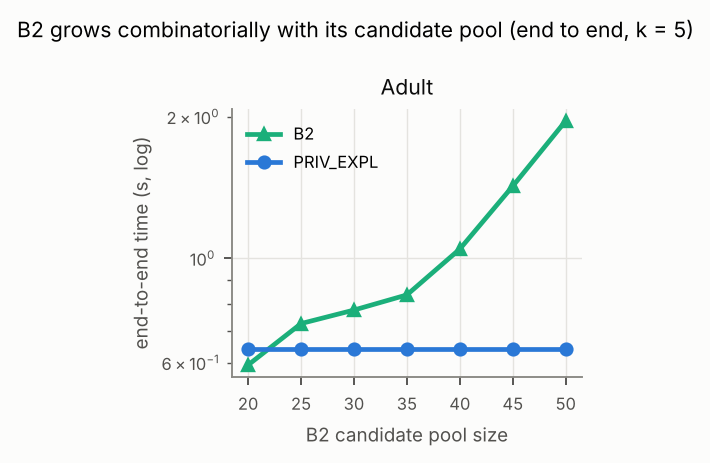 B2 grows combinatorially with its candidate pool (end to end, k = 5)
Adult
2 × 10⁰
B2
PRIV_EXPL
10⁰
6 × 10⁻¹
end-to-end time (s, log)
20 25 30 35 40 45 50
B2 candidate pool size